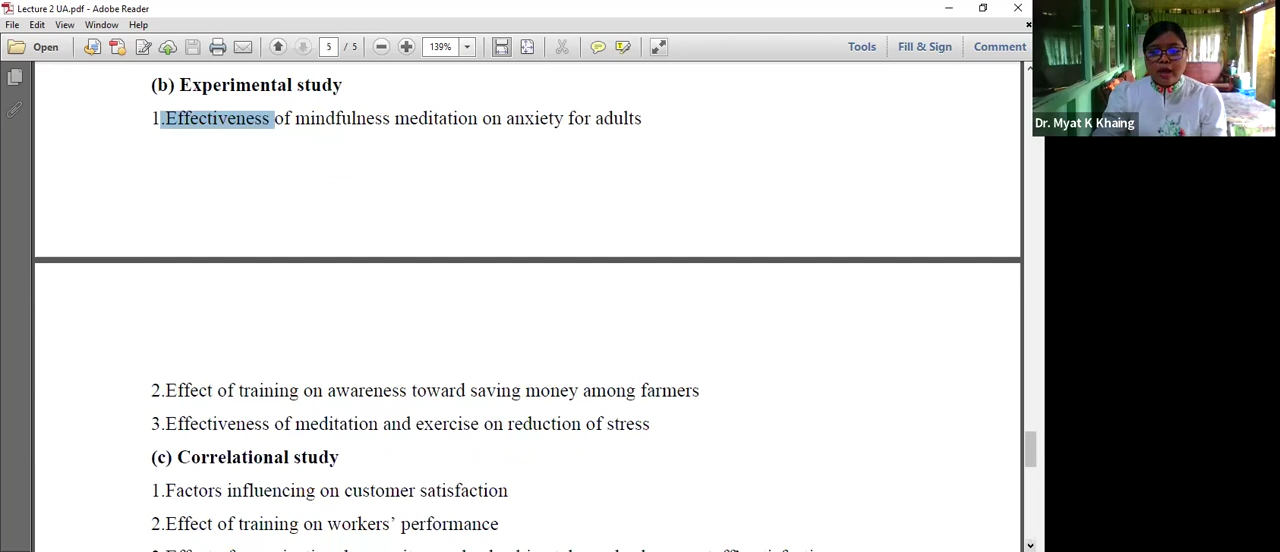 Lecture 2 UA.pdf - Adobe Reader
File Edit View Window Help
Open 5 / 5 139% Tools Fill & Sign Comment
(b) Experimental study
1.Effectiveness of mindfulness meditation on anxiety for adults
2.Effect of training on awareness toward saving money among farmers
3.Effectiveness of meditation and exercise on reduction of stress
(c) Correlational study
1.Factors influencing on customer satisfaction
2.Effect of training on workers’ performance
Dr. Myat K Khaing